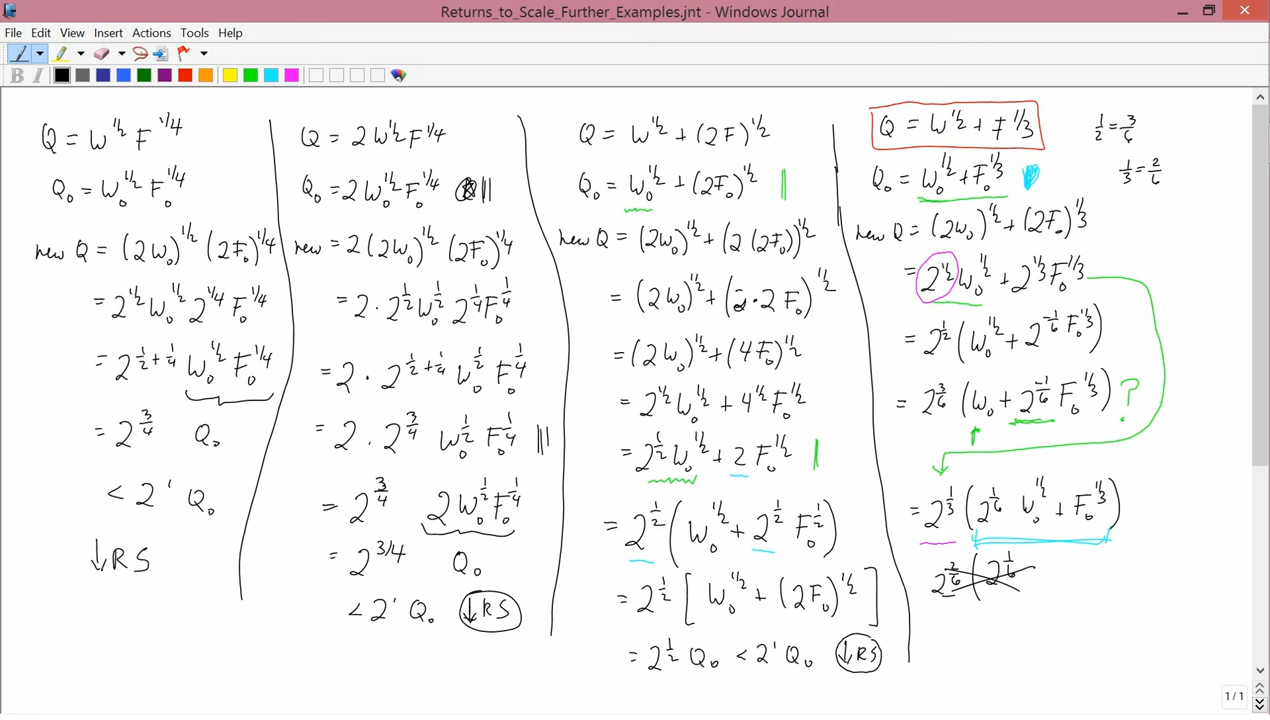 Returns_to_Scale_Further_Examples.jnt - Windows Journal
File Edit View Insert Actions Tools Help
B I
Q = W^1/2 F^1/4
Q₀ = W₀^1/2 F₀^1/4
new Q = (2W₀)^1/2 (2F₀)^1/4
= 2^1/2 W₀^1/2 2^1/4 F₀^1/4
= 2^(1/2 + 1/4) W₀^1/2 F₀^1/4
= 2^3/4 Q₀
< 2^1 Q₀
↓RS
Q = 2W^1/2 F^1/4
Q₀ = 2W₀^1/2 F₀^1/4
new = 2(2W₀)^1/2 (2F₀)^1/4
= 2 · 2^1/2 W₀^1/2 2^1/4 F₀^1/4
= 2 · 2^(1/2 + 1/4) W₀^1/2 F₀^1/4
= 2 · 2^3/4 W₀^1/2 F₀^1/4
= 2^3/4 2W₀^1/2 F₀^1/4
= 2^3/4 Q₀
< 2^1 Q₀ ↓RS
Q = W^1/2 + (2F)^1/2
Q₀ = W₀^1/2 + (2F₀)^1/2
new Q = (2W₀)^1/2 + (2(2F₀))^1/2
= (2W₀)^1/2 + (2·2F₀)^1/2
= (2W₀)^1/2 + (4F₀)^1/2
= 2^1/2 W₀^1/2 + 4^1/2 F₀^1/2
= 2^1/2 W₀^1/2 + 2 F₀^1/2
= 2^1/2 (W₀^1/2 + 2^1/2 F₀^1/2)
= 2^1/2 [W₀^1/2 + (2F₀)^1/2]
= 2^1/2 Q₀ < 2^1 Q₀ ↓RS
Q = W^1/2 + F^1/3
Q₀ = W₀^1/2 + F₀^1/3
new Q = (2W₀)^1/2 + (2F₀)^1/3
= 2^1/2 W₀^1/2 + 2^1/3 F₀^1/3
= 2^1/2 (W₀^1/2 + 2^-1/6 F₀^1/3)
= 2^3/6 (W₀ + 2^-1/6 F₀^1/3) ?
= 2^1/3 (2^1/6 W₀^1/2 + F₀^1/3)
2^2/6 (2^1/6
1/2 = 3/6
1/3 = 2/6
1 / 1